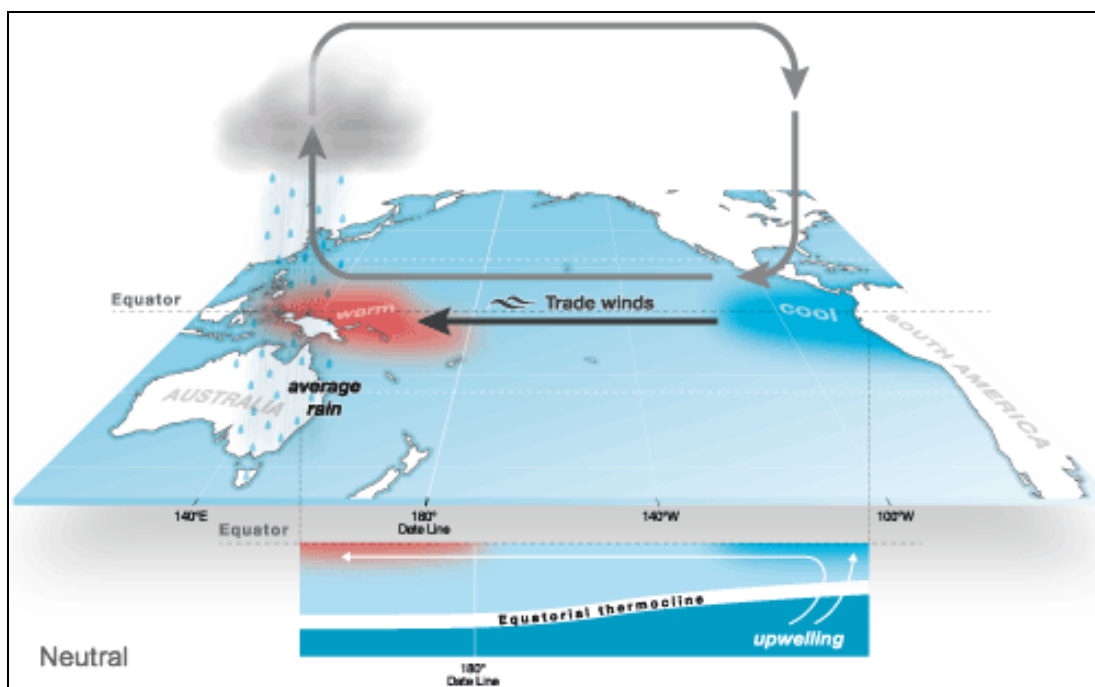 Equator
Trade winds
warm
cool
AUSTRALIA
average
rain
SOUTH AMERICA
140°E
180°
Date Line
140°W
100°W
Equator
Equatorial thermocline
upwelling
Neutral
180°
Date Line